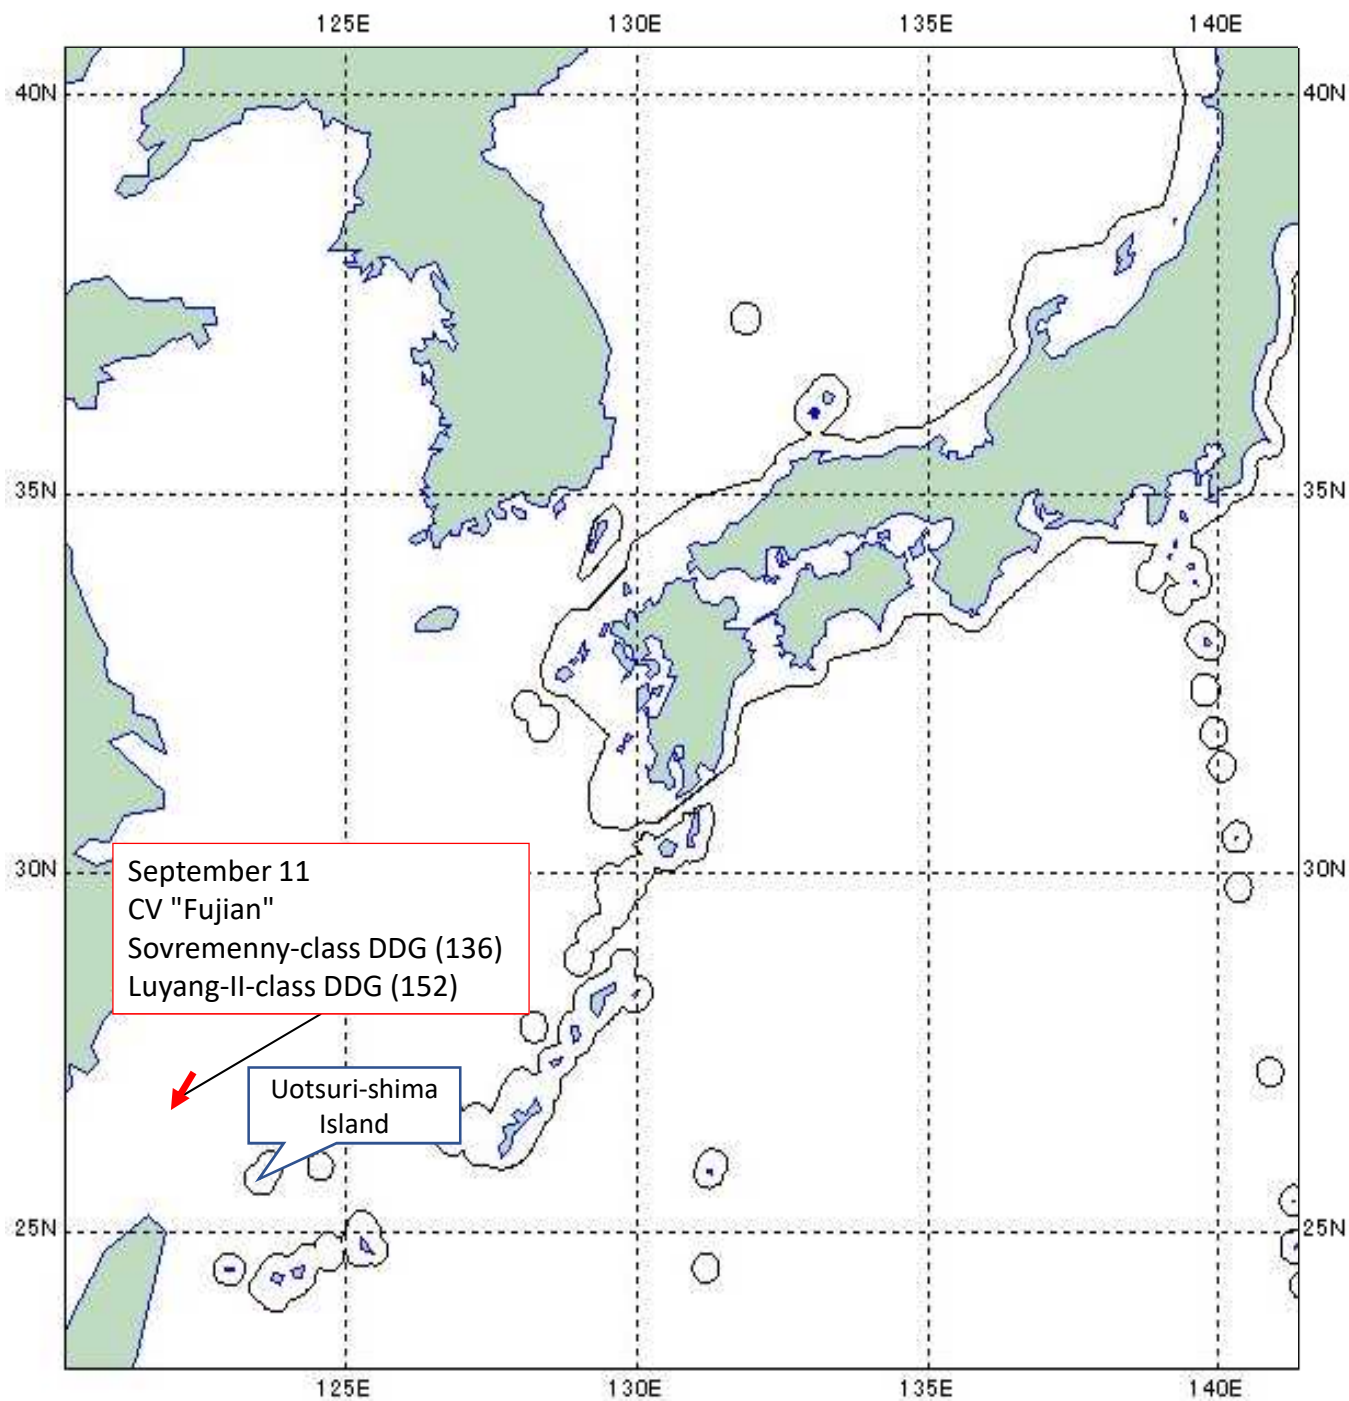 125E 130E 135E 140E
40N 40N
35N 35N
30N 30N
September 11
CV "Fujian"
Sovremenny-class DDG (136)
Luyang-II-class DDG (152)
Uotsuri-shima
Island
25N 25N
125E 130E 135E 140E